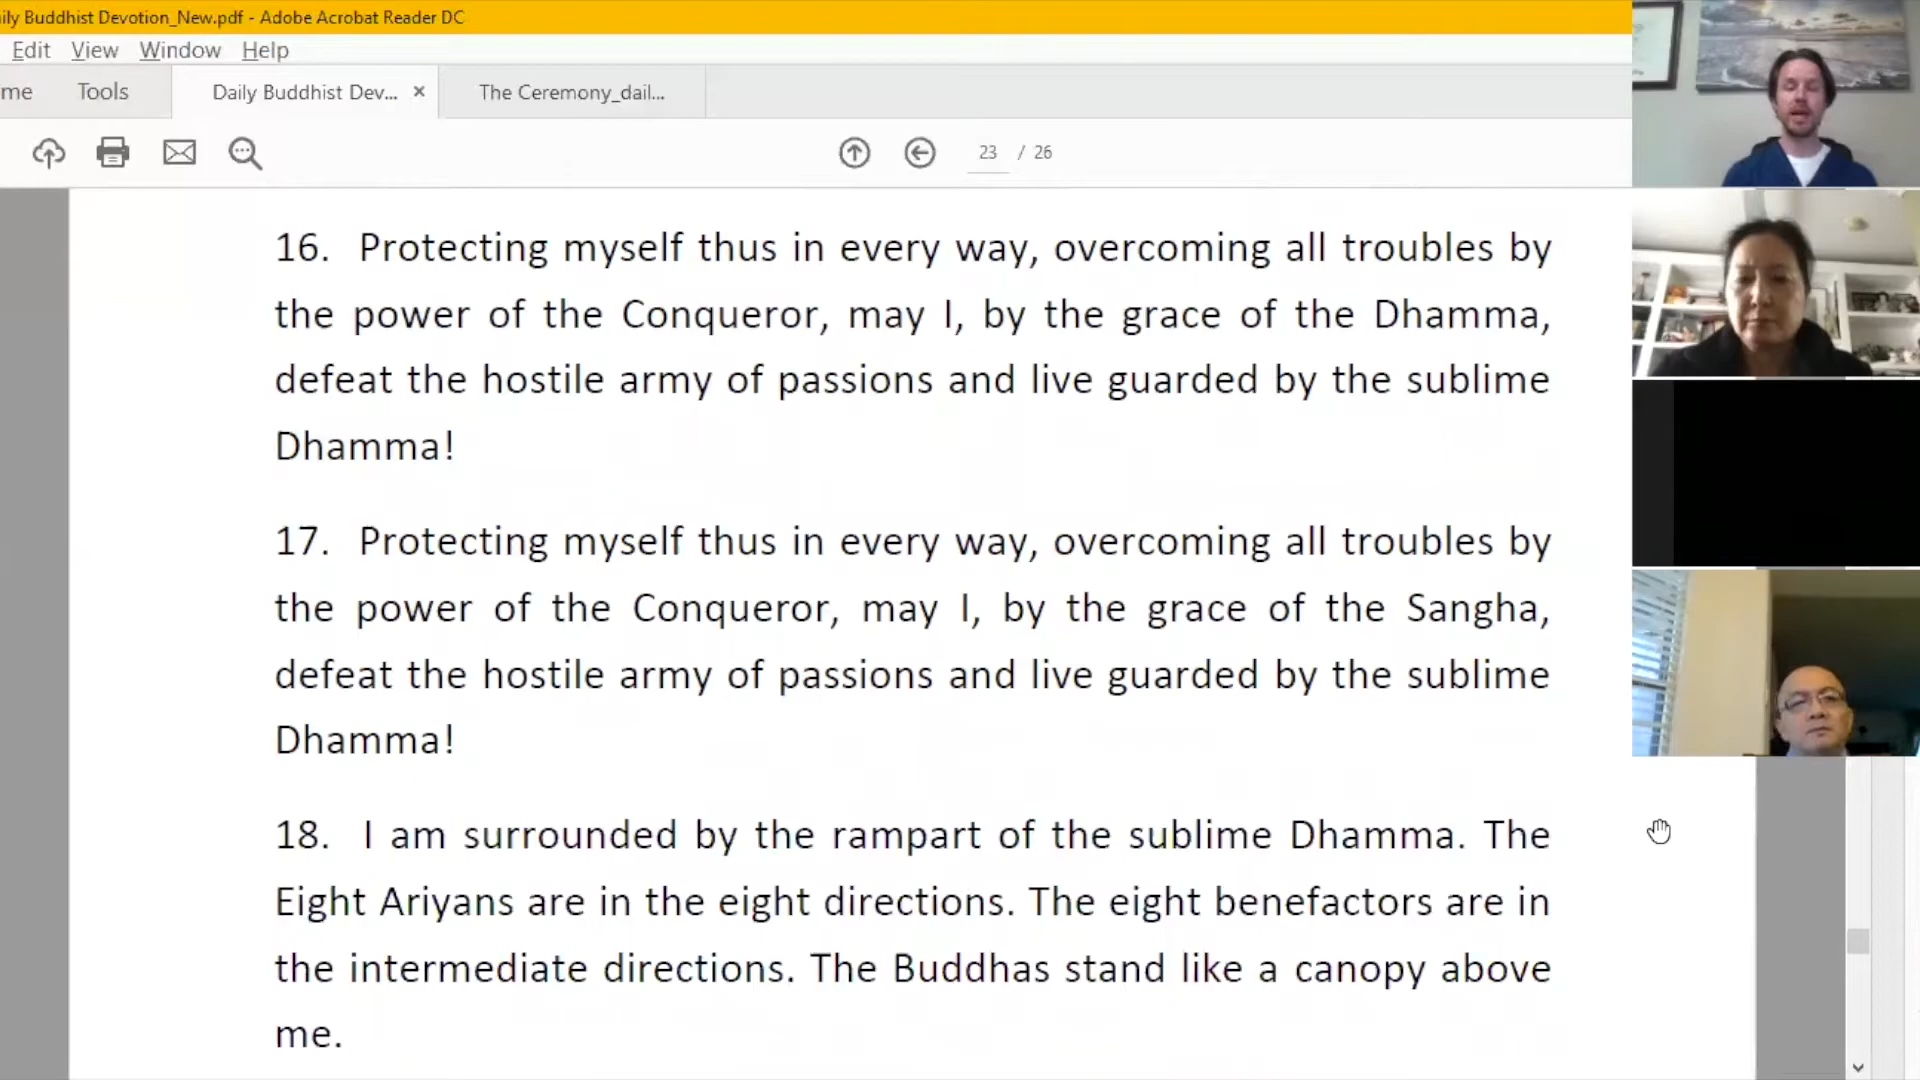 ily Buddhist Devotion_New.pdf - Adobe Acrobat Reader DC
Edit View Window Help
me Tools Daily Buddhist Dev... × The Ceremony_dail...
23 / 26
16. Protecting myself thus in every way, overcoming all troubles by
the power of the Conqueror, may I, by the grace of the Dhamma,
defeat the hostile army of passions and live guarded by the sublime
Dhamma!
17. Protecting myself thus in every way, overcoming all troubles by
the power of the Conqueror, may I, by the grace of the Sangha,
defeat the hostile army of passions and live guarded by the sublime
Dhamma!
18. I am surrounded by the rampart of the sublime Dhamma. The
Eight Ariyans are in the eight directions. The eight benefactors are in
the intermediate directions. The Buddhas stand like a canopy above
me.